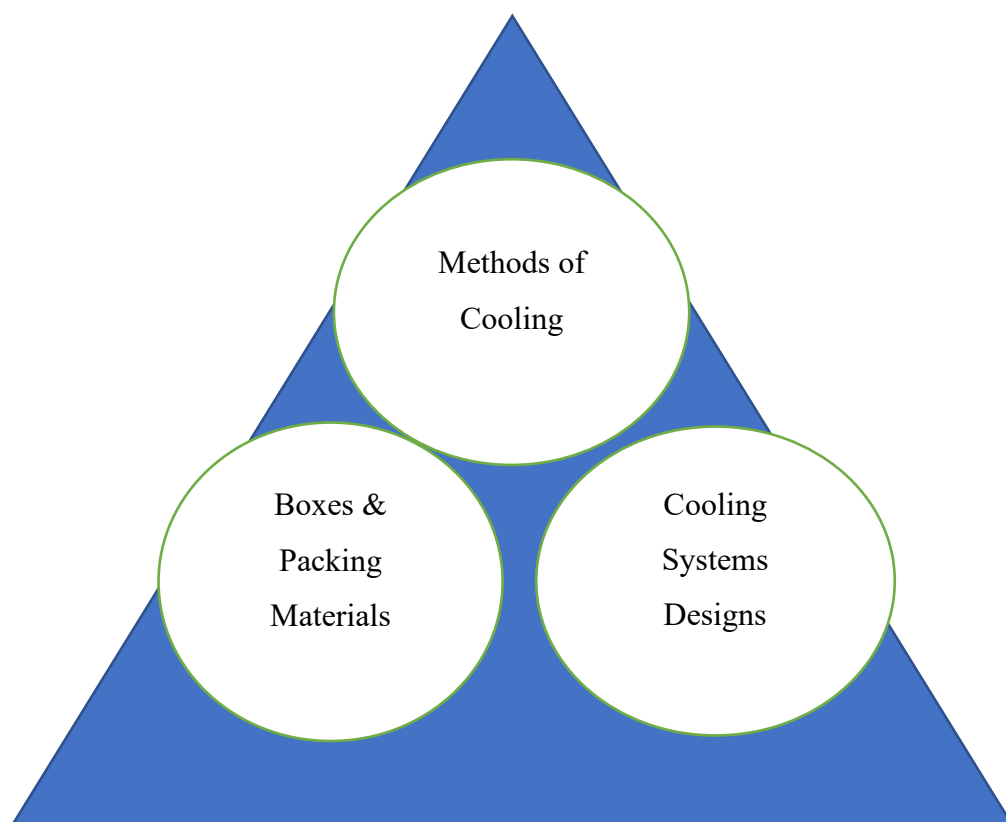 Methods of
Cooling
Boxes &
Packing
Materials
Cooling
Systems
Designs